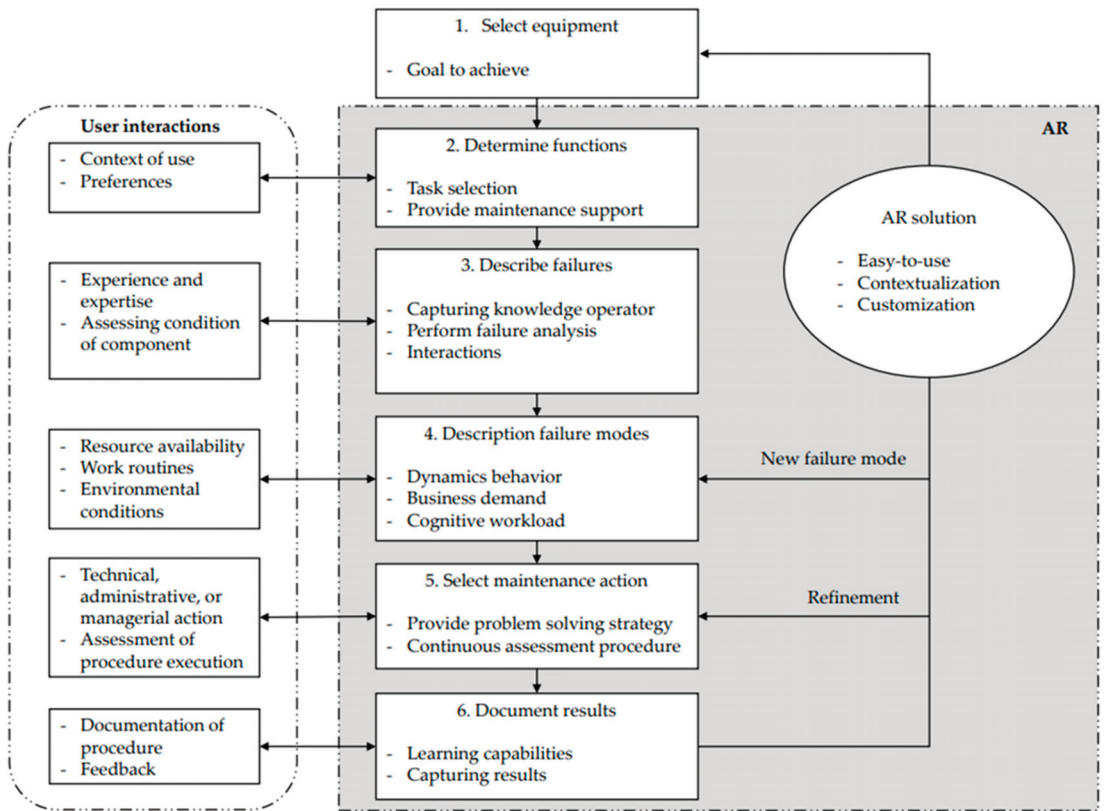 1. Select equipment
- Goal to achieve
User interactions
- Context of use
- Preferences
- Experience and
expertise
- Assessing condition
of component
- Resource availability
- Work routines
- Environmental
conditions
- Technical,
administrative, or
managerial action
- Assessment of
procedure execution
- Documentation of
procedure
- Feedback
AR
2. Determine functions
- Task selection
- Provide maintenance support
3. Describe failures
- Capturing knowledge operator
- Perform failure analysis
- Interactions
4. Description failure modes
- Dynamics behavior
- Business demand
- Cognitive workload
5. Select maintenance action
- Provide problem solving strategy
- Continuous assessment procedure
6. Document results
- Learning capabilities
- Capturing results
AR solution
- Easy-to-use
- Contextualization
- Customization
New failure mode
Refinement